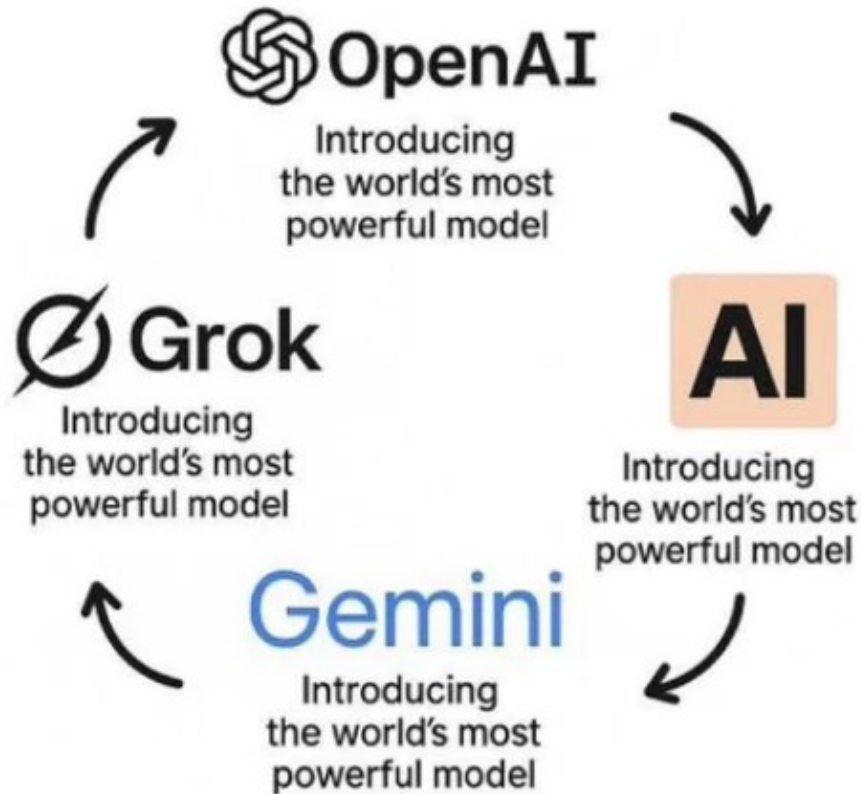 OpenAI
Introducing
the world's most
powerful model
AI
Introducing
the world's most
powerful model
Gemini
Introducing
the world's most
powerful model
Grok
Introducing
the world's most
powerful model